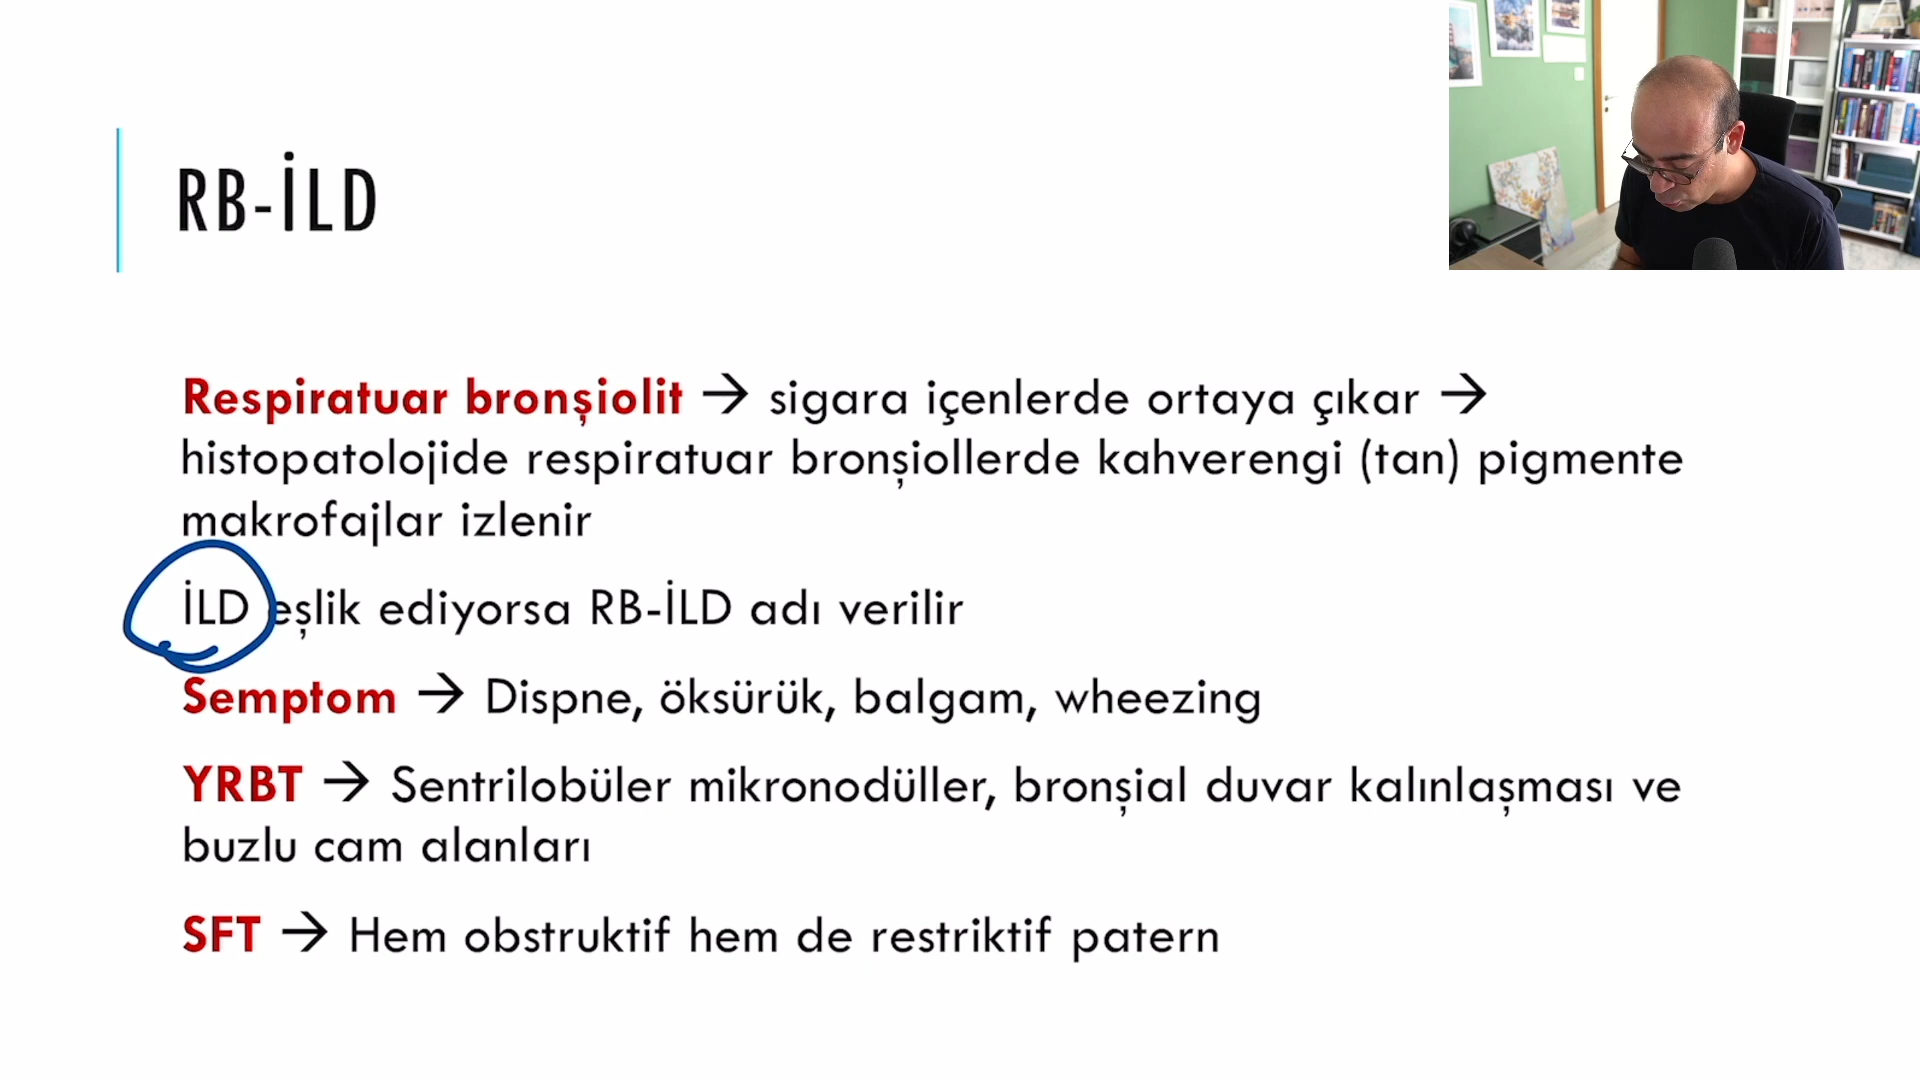 RB-İLD
Respiratuar bronşiolit → sigara içenlerde ortaya çıkar →
histopatolojide respiratuar bronşiollerde kahverengi (tan) pigmente
makrofajlar izlenir
İLD eşlik ediyorsa RB-İLD adı verilir
Semptom → Dispne, öksürük, balgam, wheezing
YRBT → Sentrilobüler mikronodüller, bronşial duvar kalınlaşması ve
buzlu cam alanları
SFT → Hem obstruktif hem de restriktif patern